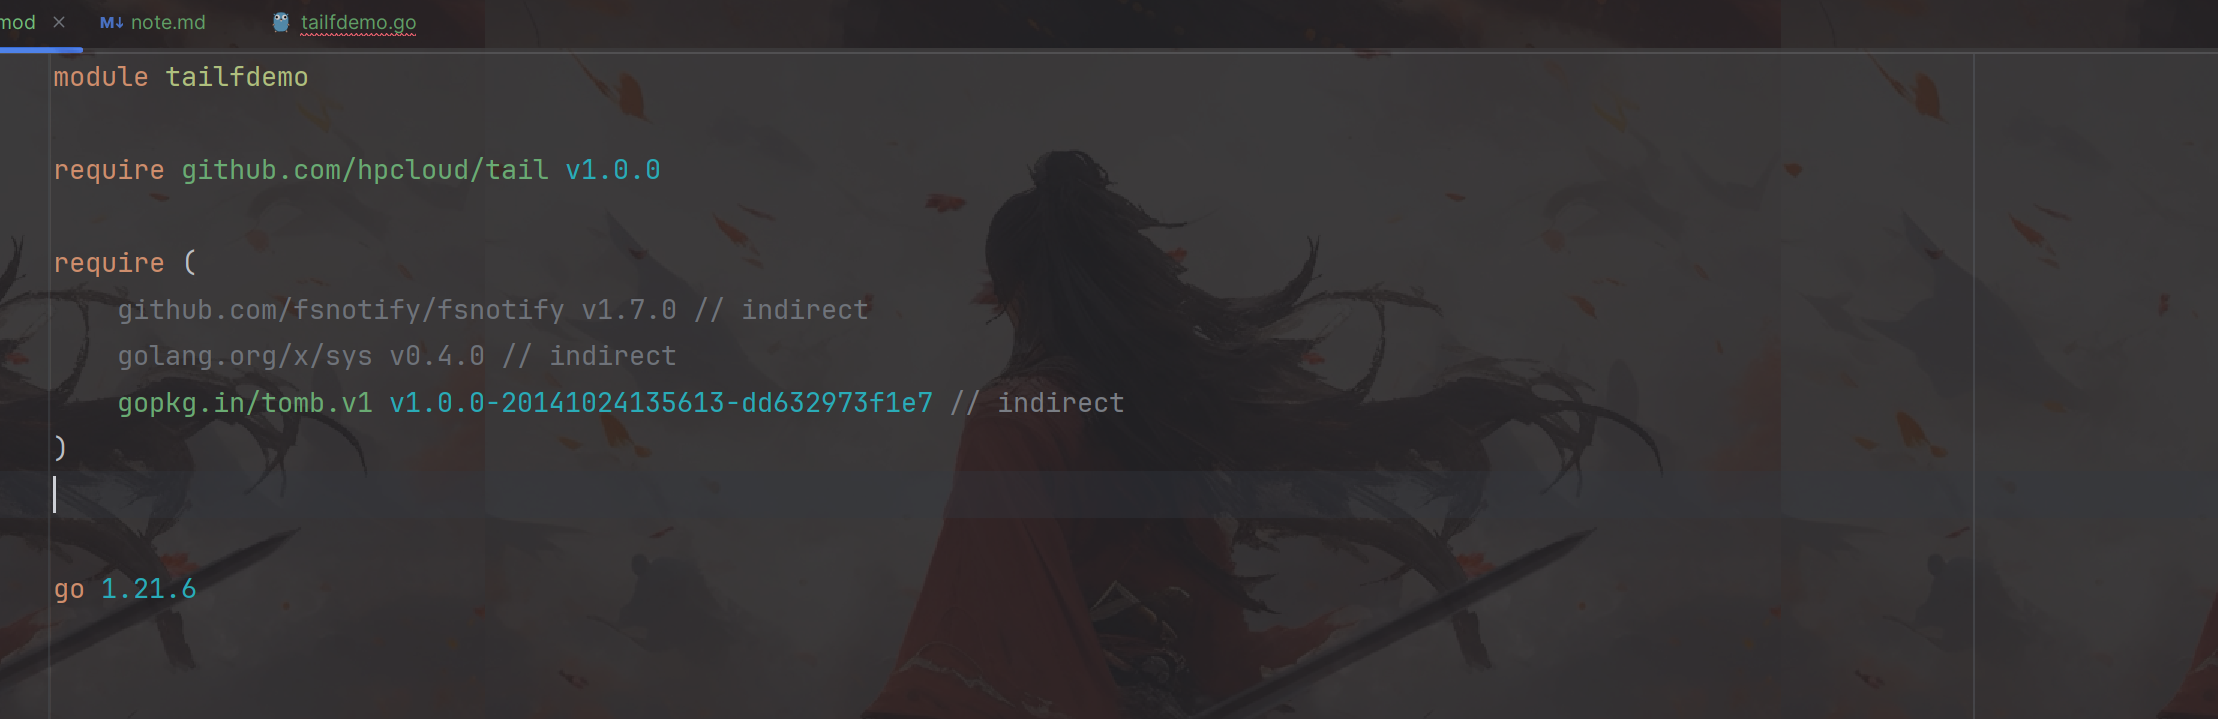 mod note.md tailfdemo.go
module tailfdemo
require github.com/hpcloud/tail v1.0.0
require (
github.com/fsnotify/fsnotify v1.7.0 // indirect
golang.org/x/sys v0.4.0 // indirect
gopkg.in/tomb.v1 v1.0.0-20141024135613-dd632973f1e7 // indirect
)
go 1.21.6